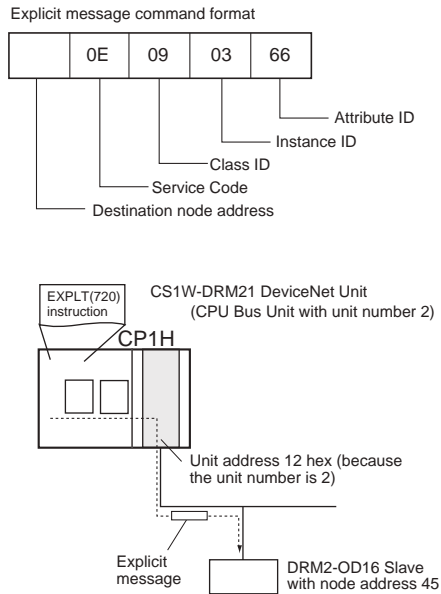 Explicit message command format
0E 09 03 66
Attribute ID
Instance ID
Class ID
Service Code
Destination node address
EXPLT(720)
instruction
CS1W-DRM21 DeviceNet Unit
(CPU Bus Unit with unit number 2)
CP1H
Unit address 12 hex (because
the unit number is 2)
Explicit
message
DRM2-OD16 Slave
with node address 45